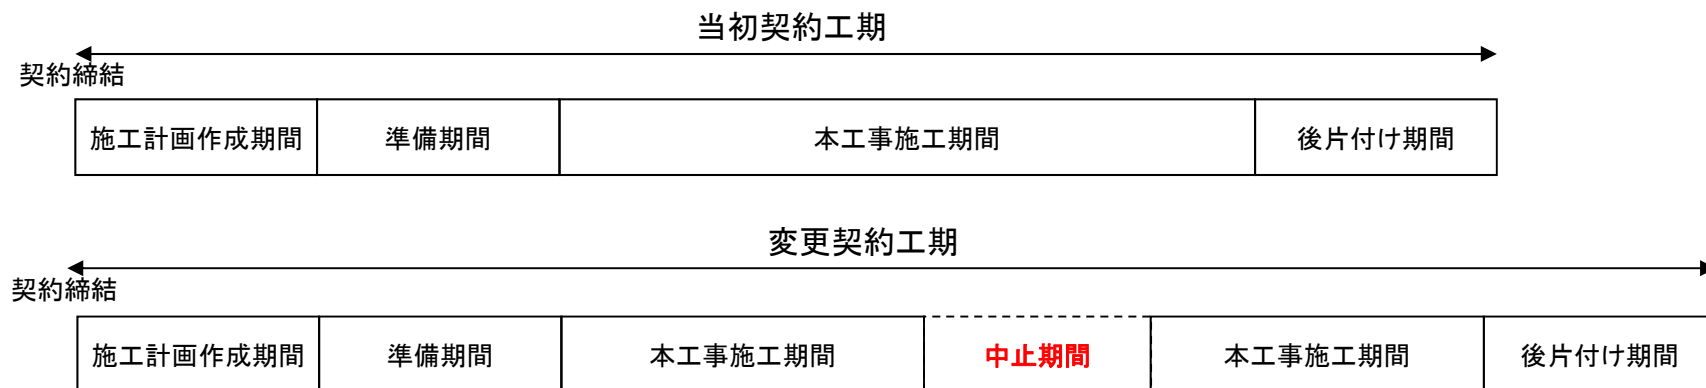 当初契約工期
契約締結
施工計画作成期間 準備期間 本工事施工期間 後片付け期間
変更契約工期
契約締結
施工計画作成期間 準備期間 本工事施工期間 中止期間 本工事施工期間 後片付け期間